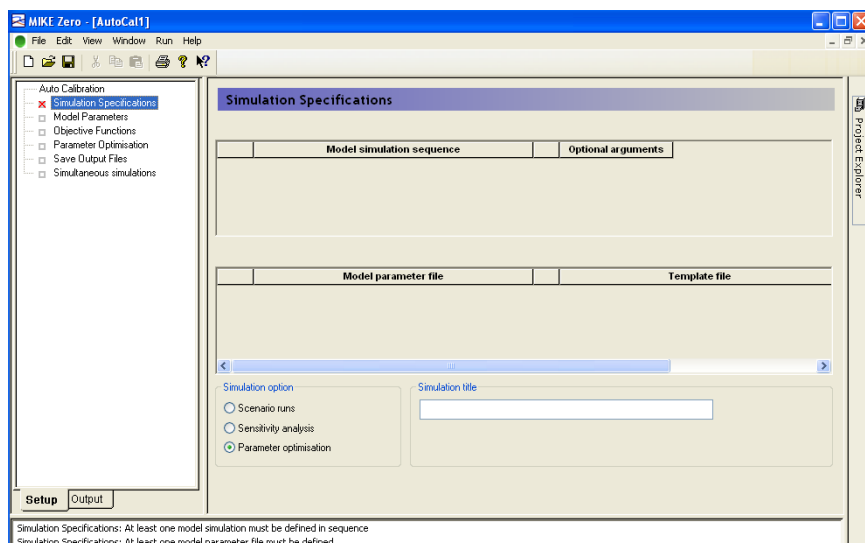 MIKE Zero - [AutoCal1]
File Edit View Window Run Help
Auto Calibration
Simulation Specifications
Model Parameters
Objective Functions
Parameter Optimisation
Save Output Files
Simultaneous simulations
Setup Output
Simulation Specifications
Model simulation sequence Optional arguments
Model parameter file Template file
Simulation option
Scenario runs
Sensitivity analysis
Parameter optimisation
Simulation title
Project Explorer
Simulation Specifications: At least one model simulation must be defined in sequence
Simulation Specifications: At least one model parameter file must be defined